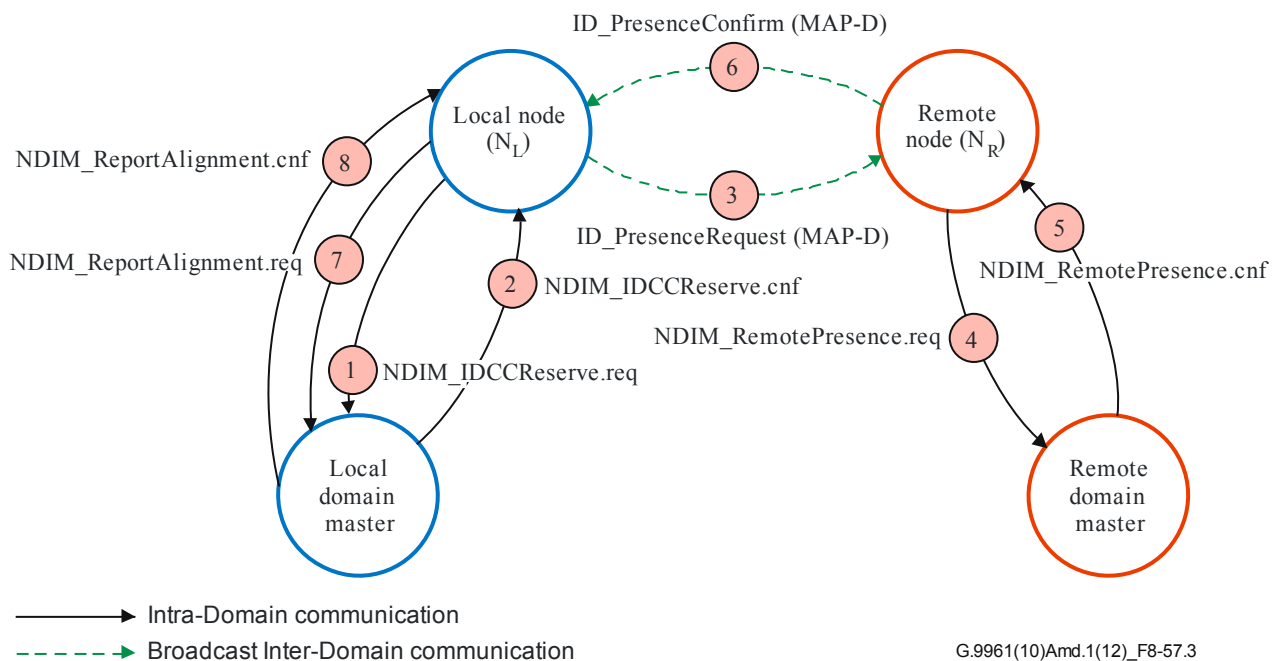 ID_PresenceConfirm (MAP-D)
6
Local node
(N_L)
Remote
node (N_R)
8
NDIM_ReportAlignment.cnf
3
ID_PresenceRequest (MAP-D)
5
7
NDIM_ReportAlignment.req
NDIM_RemotePresence.cnf
2
NDIM_IDCCReserve.cnf
NDIM_RemotePresence.req
4
1
NDIM_IDCCReserve.req
Local
domain
master
Remote
domain
master
Intra-Domain communication
Broadcast Inter-Domain communication
G.9961(10)Amd.1(12)_F8-57.3